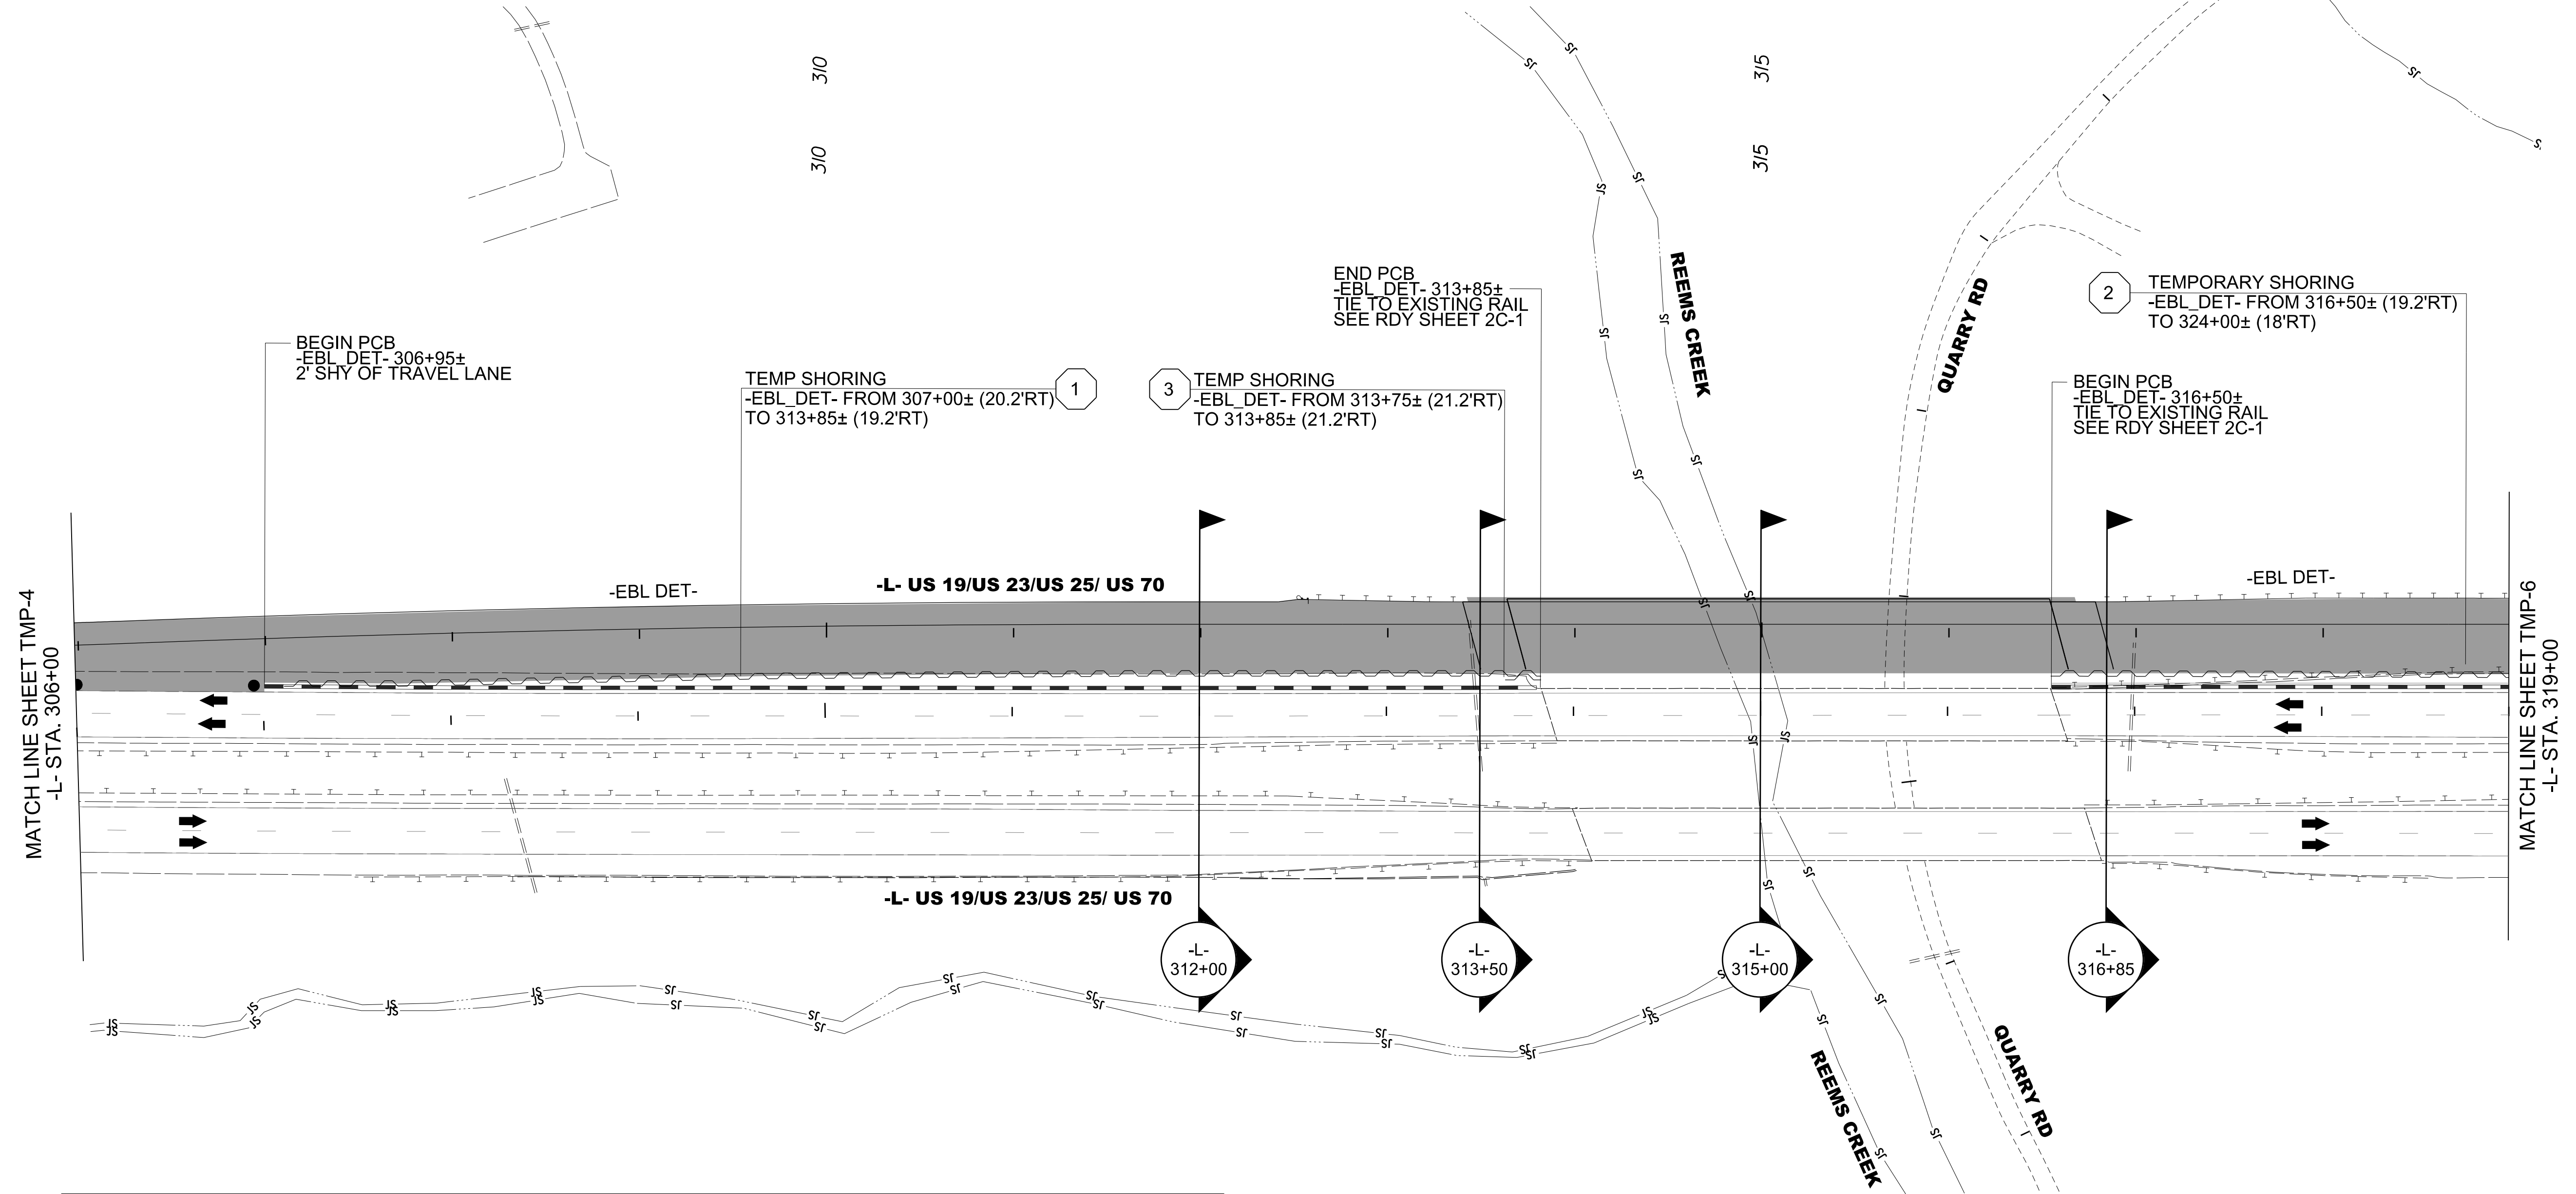 310
315
310
315
END PCB
-EBL_DET- 313+85±
TIE TO EXISTING RAIL
SEE RDY SHEET 2C-1
2
TEMPORARY SHORING
-EBL_DET- FROM 316+50± (19.2'RT)
TO 324+00± (18'RT)
BEGIN PCB
-EBL_DET- 306+95±
2' SHY OF TRAVEL LANE
TEMP SHORING
-EBL_DET- FROM 307+00± (20.2'RT)
TO 313+85± (19.2'RT)
1
3
TEMP SHORING
-EBL_DET- FROM 313+75± (21.2'RT)
TO 313+85± (21.2'RT)
BEGIN PCB
-EBL_DET- 316+50±
TIE TO EXISTING RAIL
SEE RDY SHEET 2C-1
REEMS CREEK
QUARRY RD
-EBL DET-
-L- US 19/US 23/US 25/ US 70
-EBL DET-
MATCH LINE SHEET TMP-4
-L- STA. 306+00
MATCH LINE SHEET TMP-6
-L- STA. 319+00
-L- US 19/US 23/US 25/ US 70
-L-
312+00
-L-
313+50
-L-
315+00
-L-
316+85
REEMS CREEK
QUARRY RD